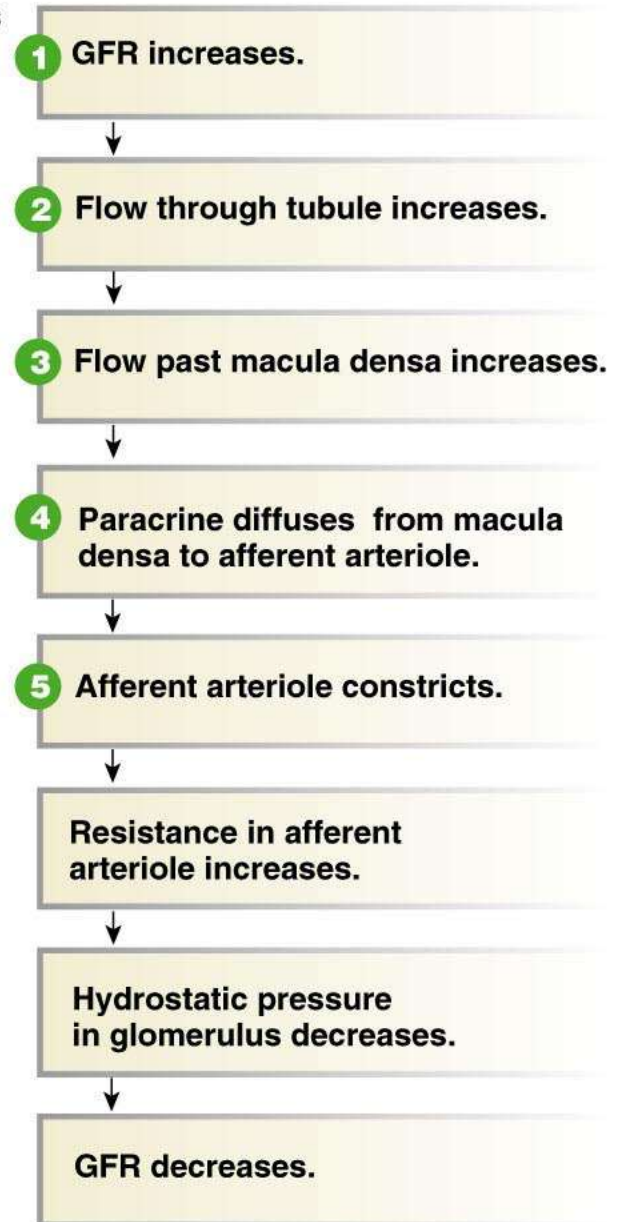 1 GFR increases.
2 Flow through tubule increases.
3 Flow past macula densa increases.
4 Paracrine diffuses from macula
densa to afferent arteriole.
5 Afferent arteriole constricts.
Resistance in afferent
arteriole increases.
Hydrostatic pressure
in glomerulus decreases.
GFR decreases.